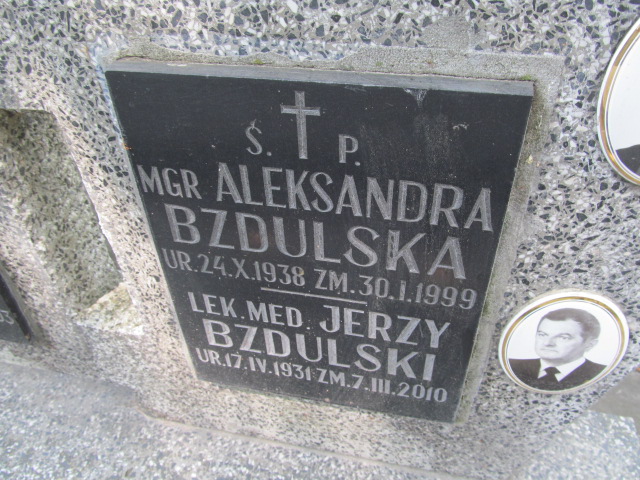 Ś. P.
MGR ALEKSANDRA
BZDULSKA
UR.24.X.1938 ZM.30.I.1999
LEK.MED. JERZY
BZDULSKI
UR.17.IV.1931 ZM.7.III.2010